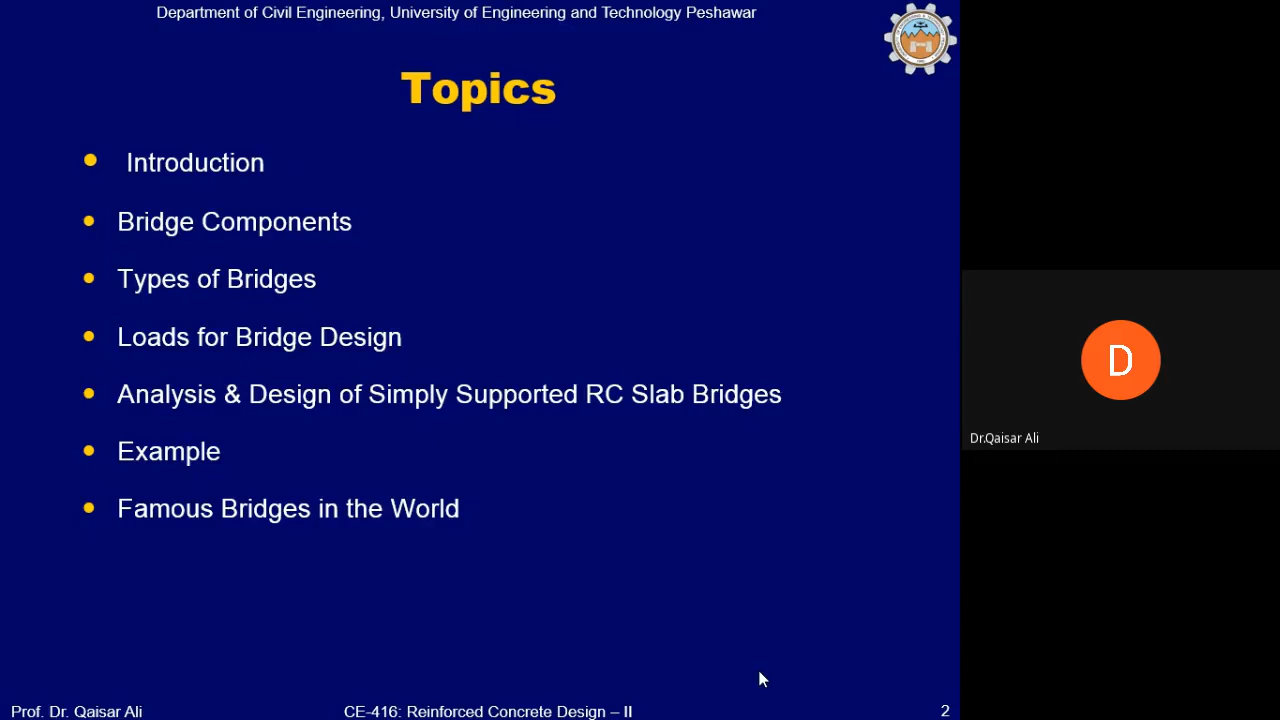 Department of Civil Engineering, University of Engineering and Technology Peshawar
Topics
Introduction
Bridge Components
Types of Bridges
Loads for Bridge Design
Analysis & Design of Simply Supported RC Slab Bridges
Example
Famous Bridges in the World
D
Dr.Qaisar Ali
Prof. Dr. Qaisar Ali
CE-416: Reinforced Concrete Design – II
2